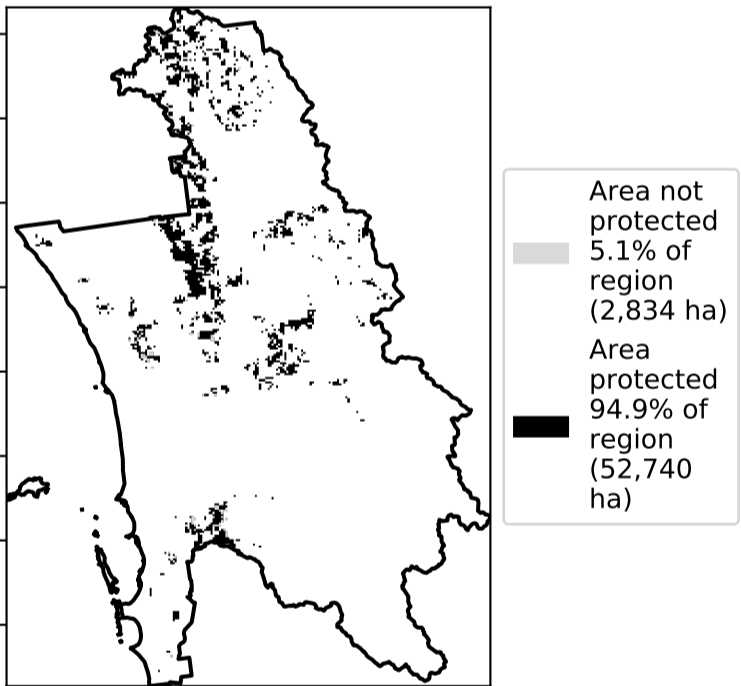 Area not
protected
5.1% of
region
(2,834 ha)
Area
protected
94.9% of
region
(52,740
ha)